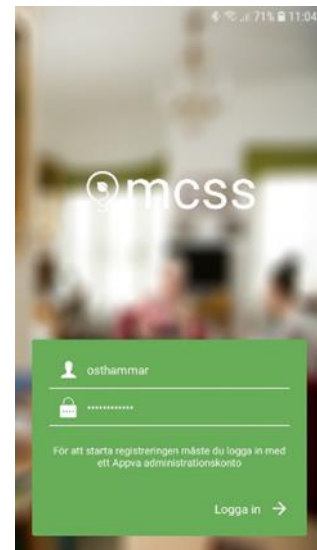 71% 11:04
mcss
osthammar
För att starta registreringen måste du logga in med
ett Appva administrationskonto
Logga in →